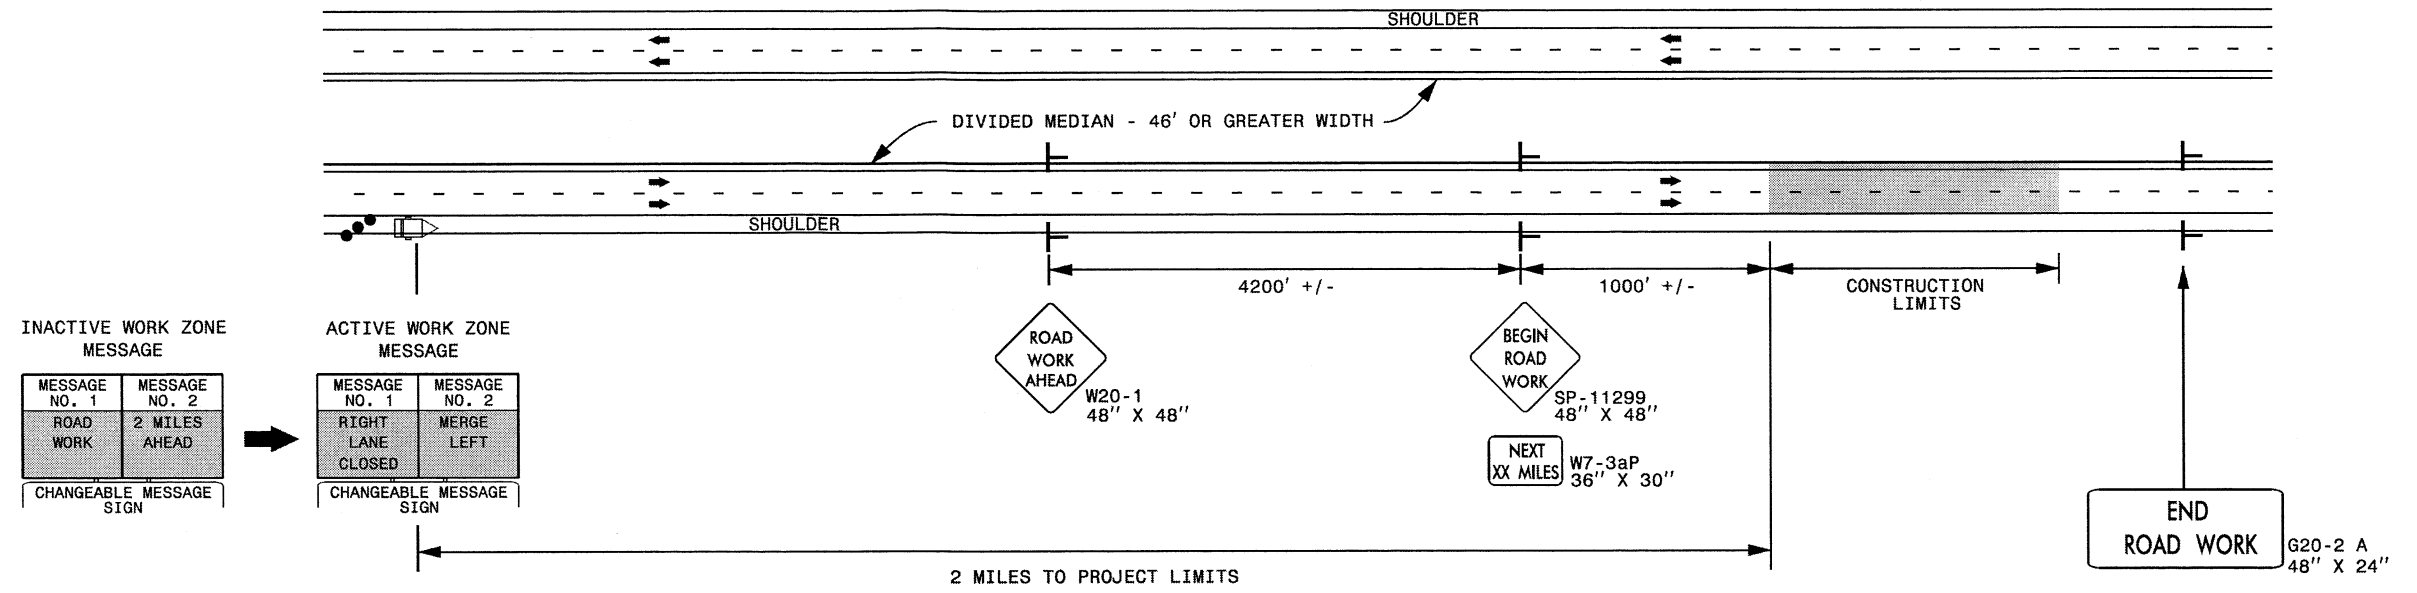 SHOULDER
DIVIDED MEDIAN - 46' OR GREATER WIDTH
SHOULDER
4200' +/-
1000' +/-
CONSTRUCTION
LIMITS
INACTIVE WORK ZONE
MESSAGE
MESSAGE
NO. 1
MESSAGE
NO. 2
ROAD
WORK
2 MILES
AHEAD
CHANGEABLE MESSAGE
SIGN
ACTIVE WORK ZONE
MESSAGE
MESSAGE
NO. 1
MESSAGE
NO. 2
RIGHT
LANE
CLOSED
MERGE
LEFT
CHANGEABLE MESSAGE
SIGN
ROAD
WORK
AHEAD
W20-1
48" X 48"
BEGIN
ROAD
WORK
SP-11299
48" X 48"
NEXT
XX MILES
W7-3aP
36" X 30"
END
ROAD WORK
G20-2 A
48" X 24"
2 MILES TO PROJECT LIMITS